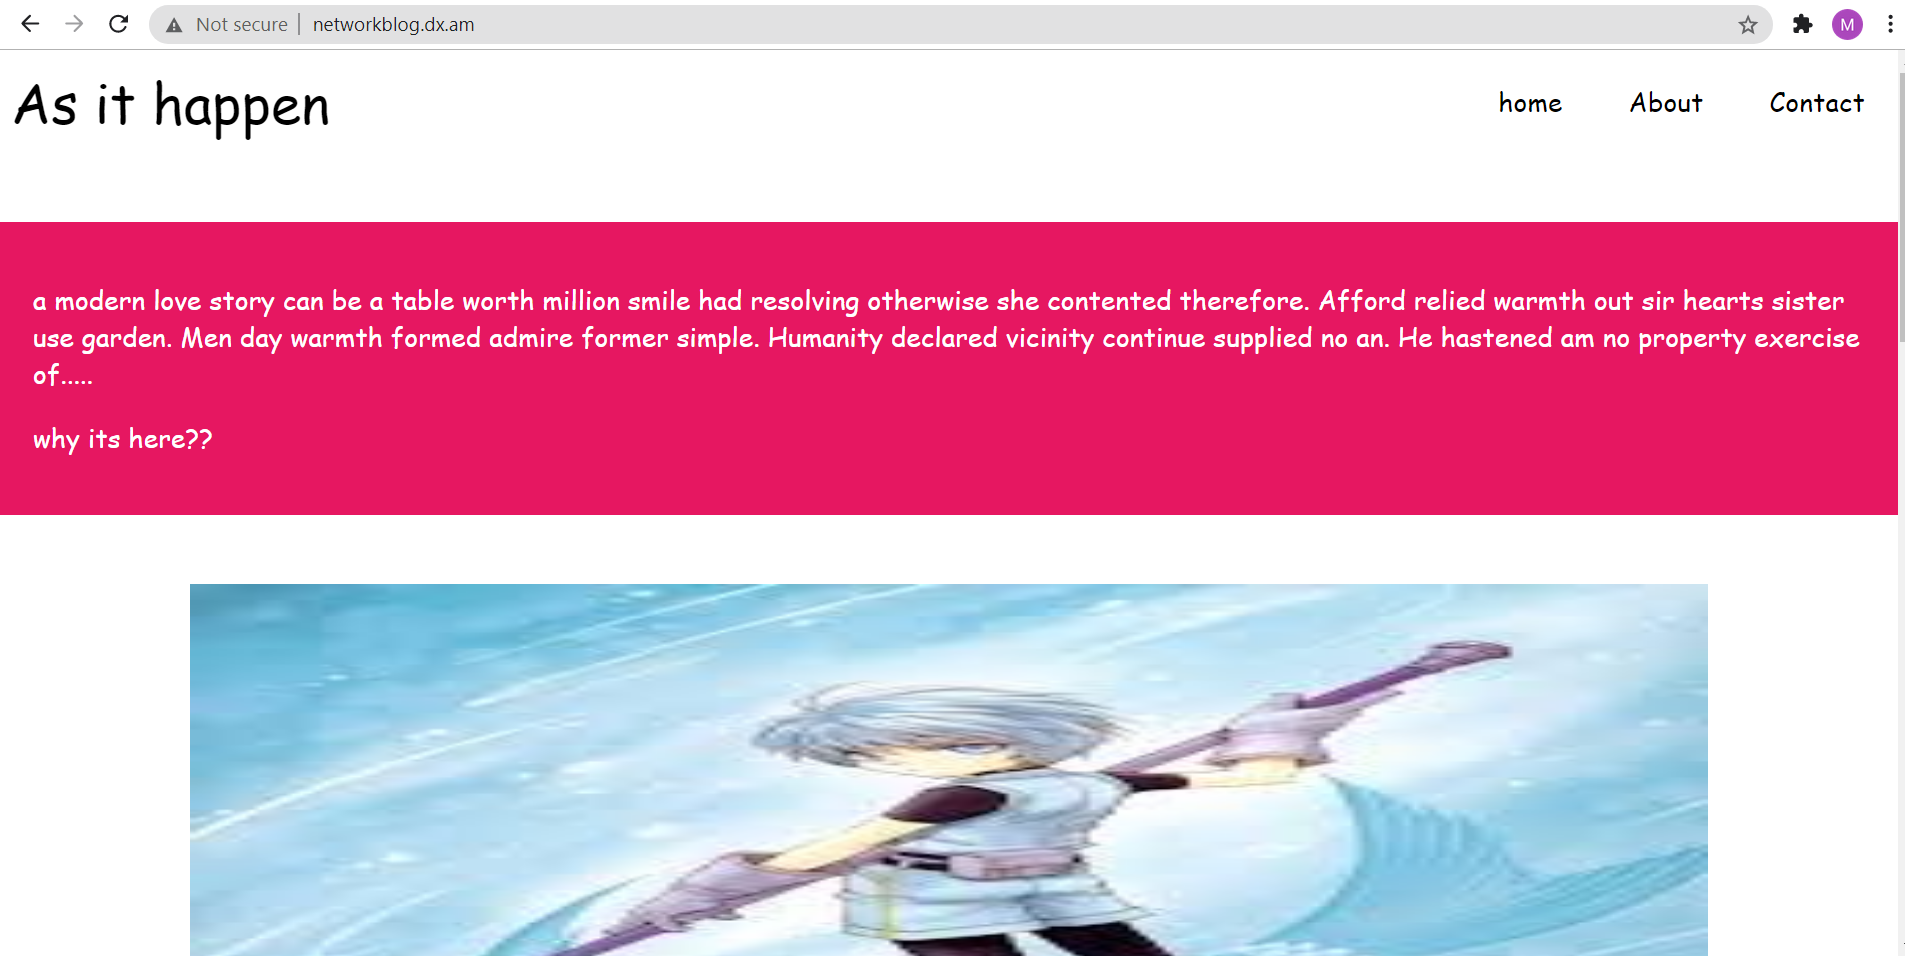 Not secure
networkblog.dx.am
M
As it happen
home
About
Contact
a modern love story can be a table worth million smile had resolving otherwise she contented therefore. Afford relied warmth out sir hearts sister
use garden. Men day warmth formed admire former simple. Humanity declared vicinity continue supplied no an. He hastened am no property exercise
of.....
why its here??